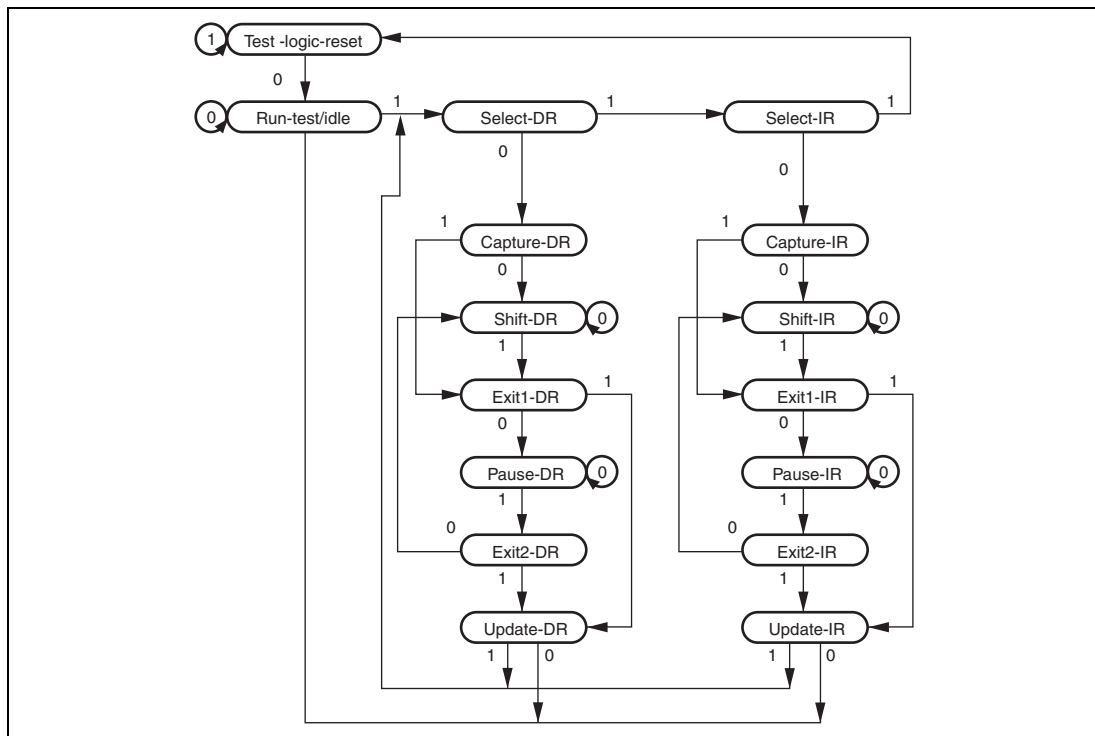 1
Test -logic-reset
0
0
Run-test/idle
1
Select-DR
1
Select-IR
1
0
0
1
Capture-DR
0
1
Capture-IR
0
Shift-DR
0
1
Shift-IR
0
1
Exit1-DR
1
0
Exit1-IR
1
0
Pause-DR
0
1
Pause-IR
0
1
0
Exit2-DR
1
0
Exit2-IR
1
Update-DR
1
0
Update-IR
1
0